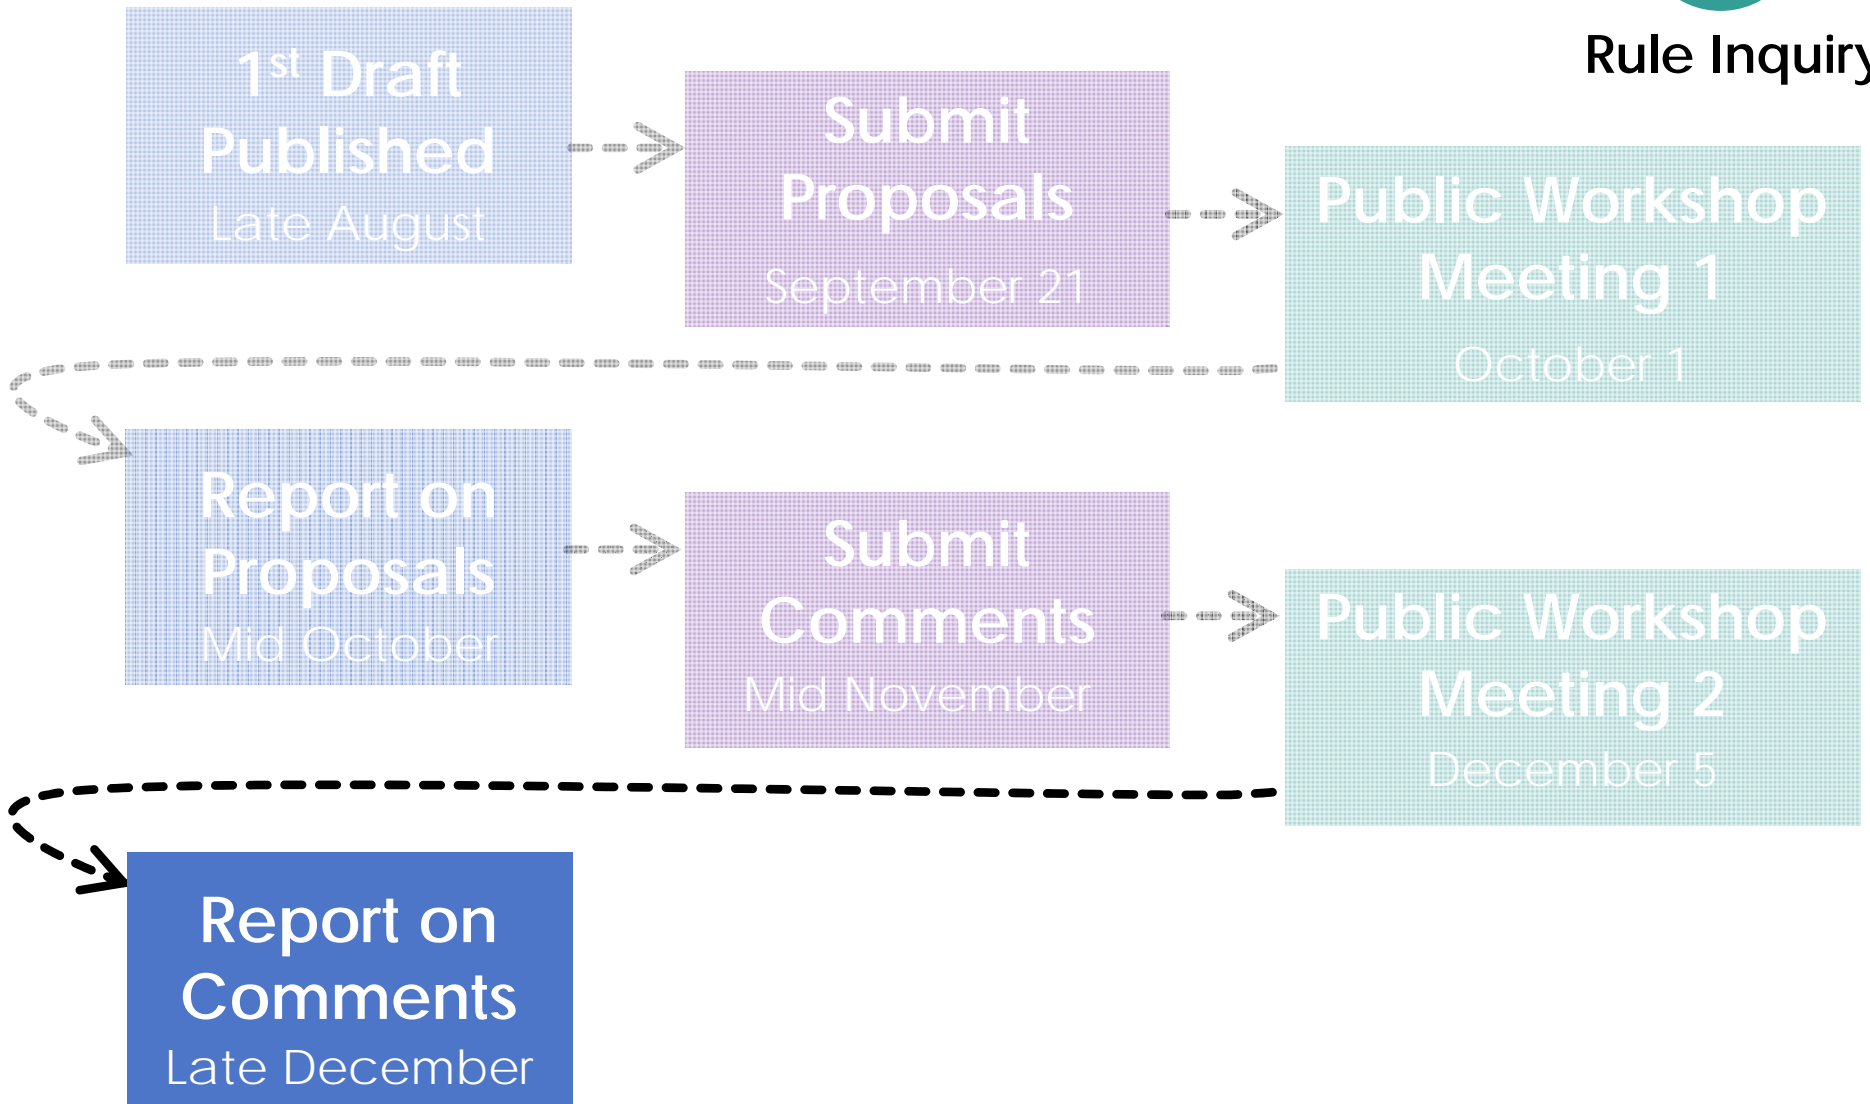 Rule Inquiry
1st Draft
Published
Late August
Submit
Proposals
September 21
Public Workshop
Meeting 1
October 1
Report on
Proposals
Mid October
Submit
Comments
Mid November
Public Workshop
Meeting 2
December 5
Report on
Comments
Late December